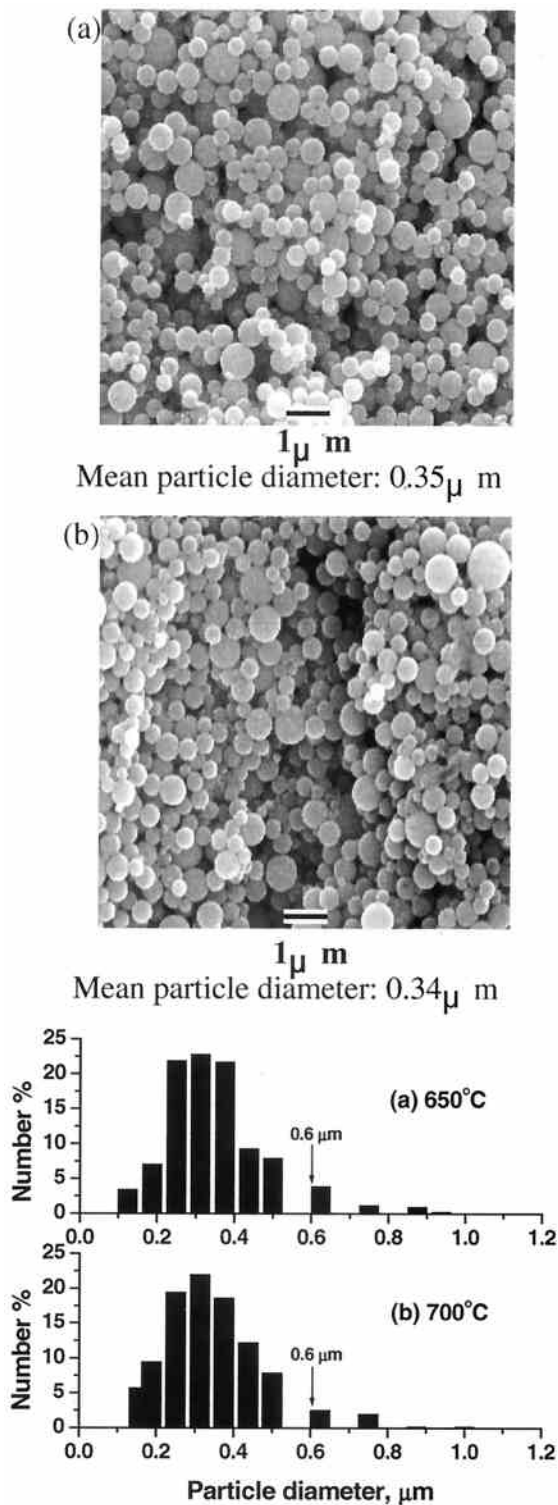 (a)
1μ m
Mean particle diameter: 0.35μ m
(b)
1μ m
Mean particle diameter: 0.34μ m
25
20
15
10
5
0
Number %
(a) 650°C
0.6 μm
0.0 0.2 0.4 0.6 0.8 1.0 1.2
20
15
10
5
0
Number %
(b) 700°C
0.6 μm
0.0 0.2 0.4 0.6 0.8 1.0 1.2
Particle diameter, μm